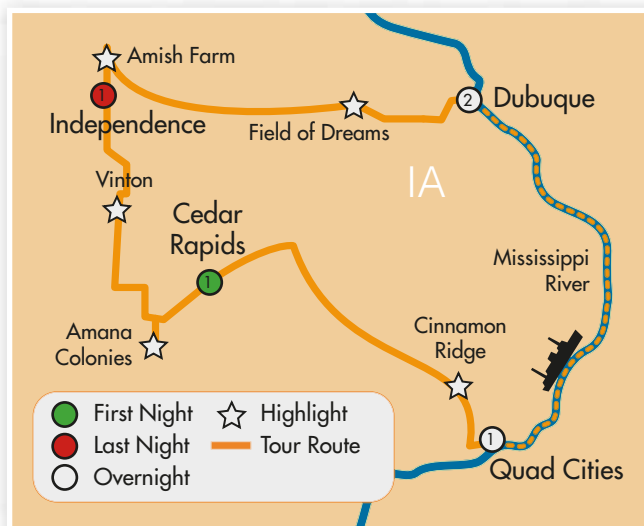 Amish Farm
1
Independence
Field of Dreams
2
Dubuque
IA
Vinton
Cedar
Rapids
1
Mississippi
River
Amana
Colonies
Cinnamon
Ridge
1
Quad Cities
First Night
Highlight
Last Night
Tour Route
Overnight